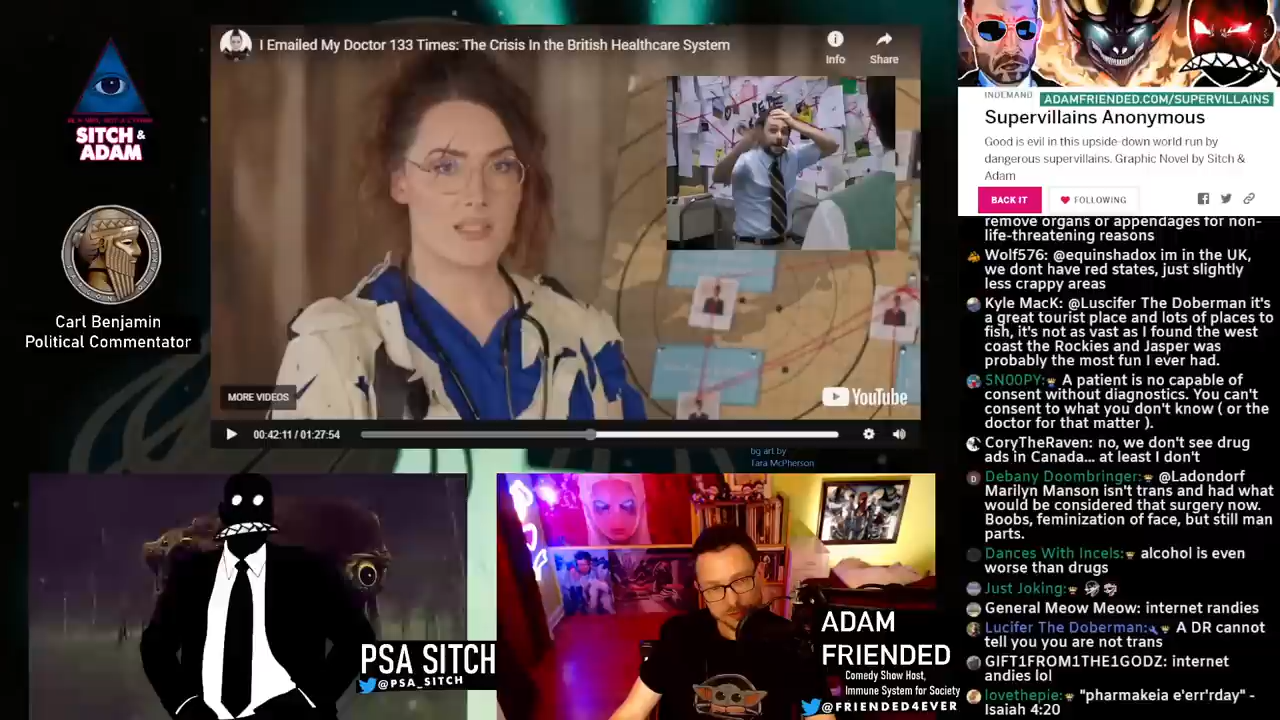 I Emailed My Doctor 133 Times: The Crisis In the British Healthcare System
Info
Share
MORE VIDEOS
YouTube
00:42:11 / 01:27:54
SITCH &
ADAM
Carl Benjamin
Political Commentator
bg art by
Tara McPherson
PSA SITCH
@PSA_SITCH
ADAM
FRIENDED
Comedy Show Host,
Immune System for Society
@FRIENDED4EVER
INDEMAND
ADAMFRIENDED.COM/SUPERVILLAINS
Supervillains Anonymous
Good is evil in this upside-down world run by
dangerous supervillains. Graphic Novel by Sitch &
Adam
BACK IT
FOLLOWING
remove organs or appendages for non-
life-threatening reasons
Wolf576: @equinshadox im in the UK,
we dont have red states, just slightly
less crappy areas
Kyle MacK: @Luscifer The Doberman it's
a great tourist place and lots of places to
fish, it's not as vast as I found the west
coast the Rockies and Jasper was
probably the most fun I ever had.
SN00PY: A patient is no capable of
consent without diagnostics. You can't
consent to what you don't know ( or the
doctor for that matter ).
CoryTheRaven: no, we don't see drug
ads in Canada... at least I don't
Debany Doombringer: @Ladondorf
Marilyn Manson isn't trans and had what
would be considered that surgery now.
Boobs, feminization of face, but still man
parts.
Dances With Incels: alcohol is even
worse than drugs
Just Joking:
General Meow Meow: internet randies
Lucifer The Doberman: A DR cannot
tell you you are not trans
GIFT1FROM1THE1GODZ: internet
andies lol
lovethepie: "pharmakeia e'err'rday" -
Isaiah 4:20